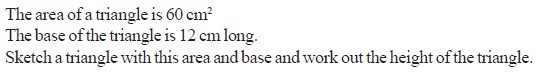 The area of a triangle is 60 cm²
The base of the triangle is 12 cm long.
Sketch a triangle with this area and base and work out the height of the triangle.